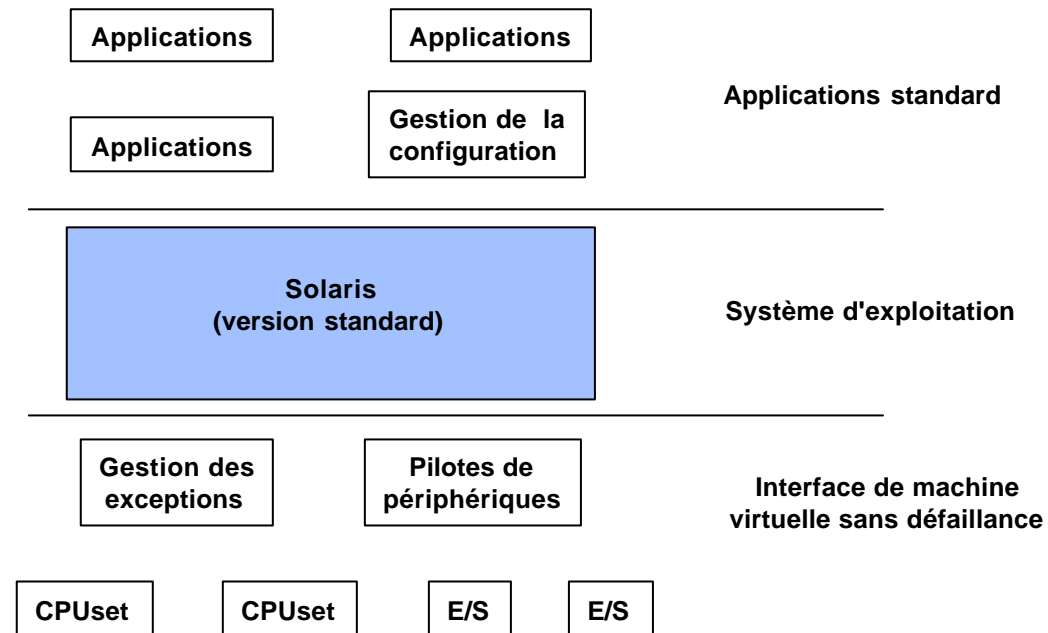 Applications
Applications
Applications standard
Applications
Gestion de la
configuration
Solaris
(version standard)
Système d'exploitation
Gestion des
exceptions
Pilotes de
périphériques
Interface de machine
virtuelle sans défaillance
CPUset
CPUset
E/S
E/S